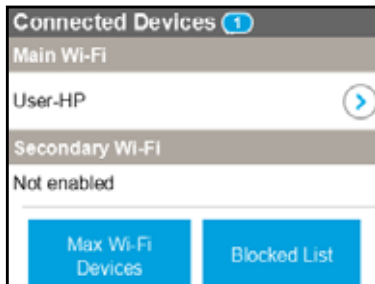 Connected Devices 1
Main Wi-Fi
User-HP
Secondary Wi-Fi
Not enabled
Max Wi-Fi
Devices
Blocked List